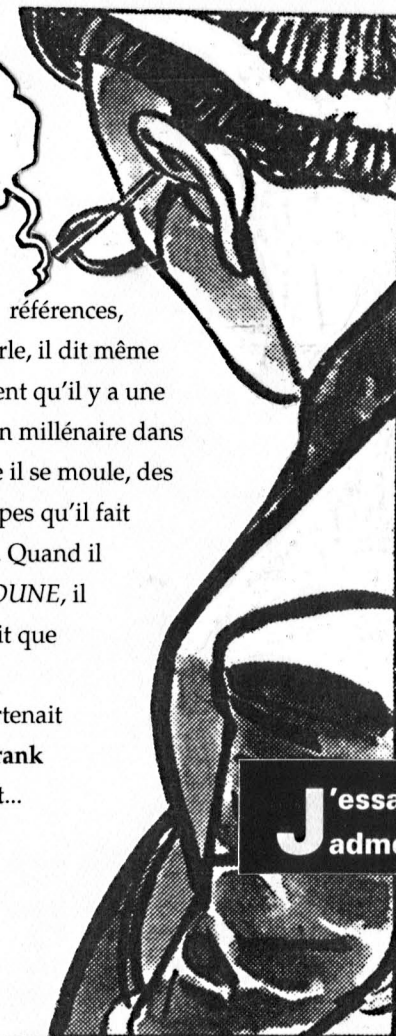 références,
rle, il dit même
ent qu'il y a une
n millénaire dans
e il se moule, des
pes qu'il fait
. Quand il
OUNE, il
it que
rtenait
rank
t...
J'essa
adme